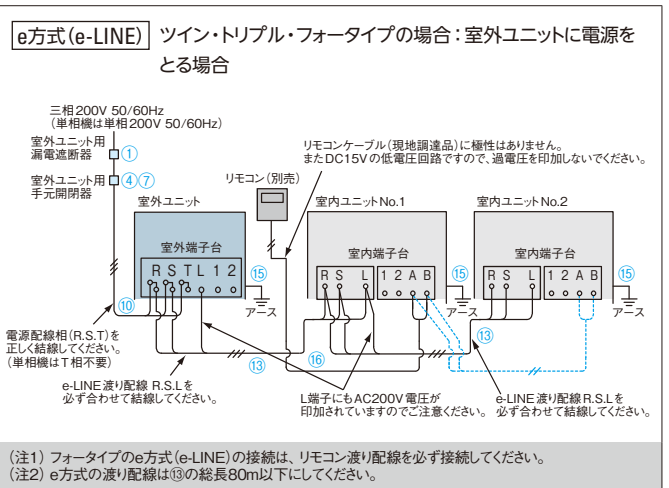 e方式(e-LINE) ツイン・トリプル・フォータイプの場合：室外ユニットに電源を
とる場合
三相200V 50/60Hz
(単相機は単相200V 50/60Hz)
室外ユニット用
漏電遮断器
①
室外ユニット用
手元開閉器
④⑦
リモコンケーブル(現地調達品)に極性はありません。
またDC15Vの低電圧回路ですので、過電圧を印加しないでください。
リモコン(別売)
室外ユニット
室内ユニットNo.1
室内ユニットNo.2
室外端子台
R S T L 1 2
室内端子台
R S L
1 2 A B
⑮
アース
⑮
アース
室内端子台
R S L
1 2 A B
⑮
アース
⑩
電源配線相(R.S.T)を
正しく結線してください。
(単相機はT相不要)
⑬
⑯
⑬
e-LINE渡り配線R.S.Lを
必ず合わせて結線してください。
L端子にもAC200V電圧が
印加されていますのでご注意ください。
e-LINE渡り配線R.S.Lを
必ず合わせて結線してください。
(注1) フォータイプのe方式(e-LINE)の接続は、リモコン渡り配線を必ず接続してください。
(注2) e方式の渡り配線は⑬の総長80m以下にしてください。